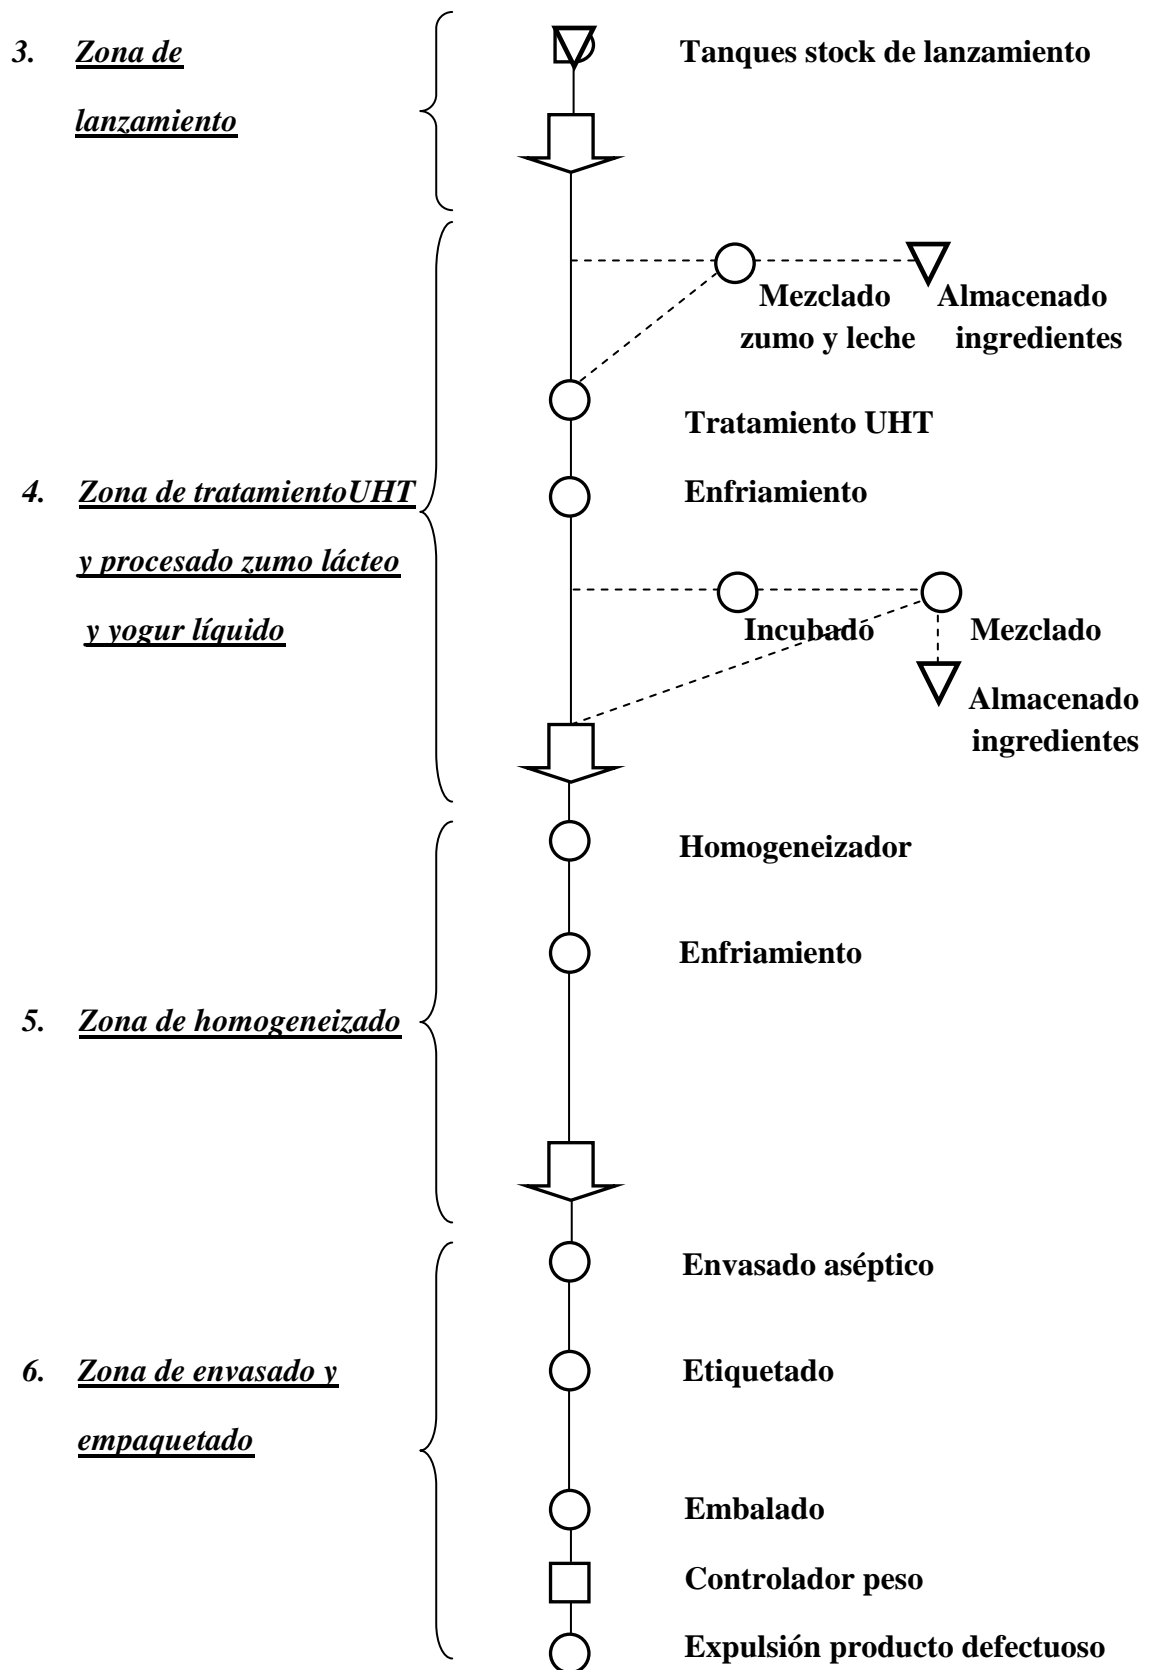 3. Zona de
lanzamiento
Tanques stock de lanzamiento
Mezclado
zumo y leche
Almacenado
ingredientes
Tratamiento UHT
4. Zona de tratamientoUHT
y procesado zumo lácteo
y yogur líquido
Enfriamiento
Incubado
Mezclado
Almacenado
ingredientes
Homogeneizador
Enfriamiento
5. Zona de homogeneizado
Envasado aséptico
6. Zona de envasado y
empaquetado
Etiquetado
Embalado
Controlador peso
Expulsión producto defectuoso